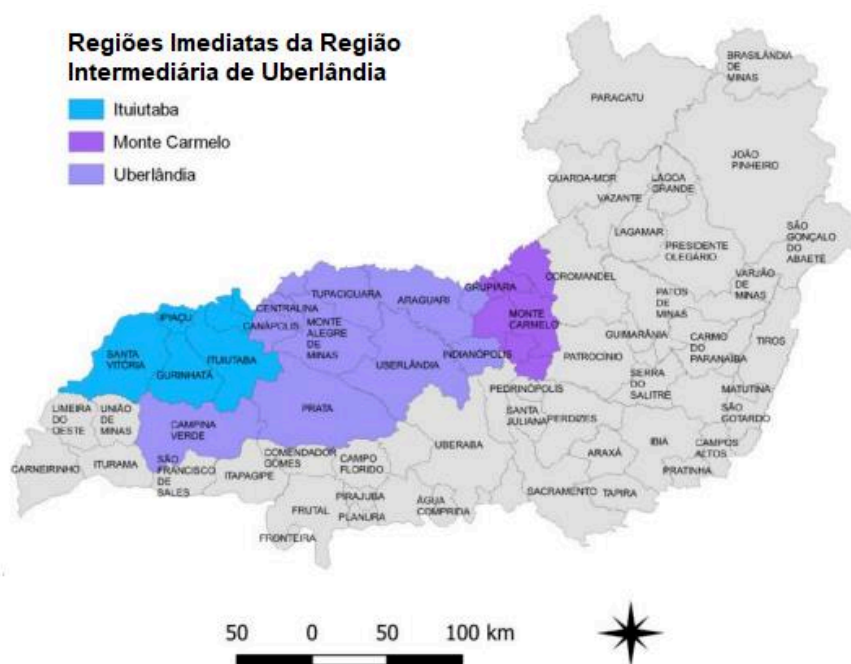 Regiões Imediatas da Região
Intermediária de Uberlândia
Ituiutaba
Monte Carmelo
Uberlândia
BRASILÂNDIA
DE
MINAS
PARACATU
JOÃO
PINHEIRO
GUARDA-MOR
VAZANTE
LAGOA
GRANDE
LAGAMAR
PRESIDENTE
OLEGÁRIO
SÃO
GONÇALO
DO
ABAETÉ
COROMANDEL
VARJÃO
DE
MINAS
PATOS
DE
MINAS
GRUPIARA
TUPACIGUARA
ARAGUARI
CENTRALINA
CANÁPOLIS
MONTE
ALEGRE
DE
MINAS
IPIAÇU
SANTA
VITÓRIA
ITUIUTABA
GURINHATÃ
MONTE
CARMELO
GUIMARÂNIA
CARMO
DO
PARANAÍBA
TIROS
UBERLÂNDIA
INDIANÓPOLIS
PATROCÍNIO
SERRA
DO
SALITRE
MATUTINA
SÃO
GOTARDO
PEDRINÓPOLIS
SANTA
JULIANA
PERDIZES
PRATA
LIMEIRA
DO
OESTE
UNIÃO
DE
MINAS
CAMPINA
VERDE
UBERABA
ARAXÁ
IBIÁ
CAMPOS
ALTOS
PRATINHA
CARNEIRINHO
ITURAMA
SÃO
FRANCISCO
DE
SALES
ITAPAGIPE
COMENDADOR
GOMES
CAMPO
FLORIDO
SACRAMENTO
TAPIRA
FRUTAL
PIRAJUBA
PLANURA
ÁGUA
COMPRIDA
FRONTEIRA
50 0 50 100 km